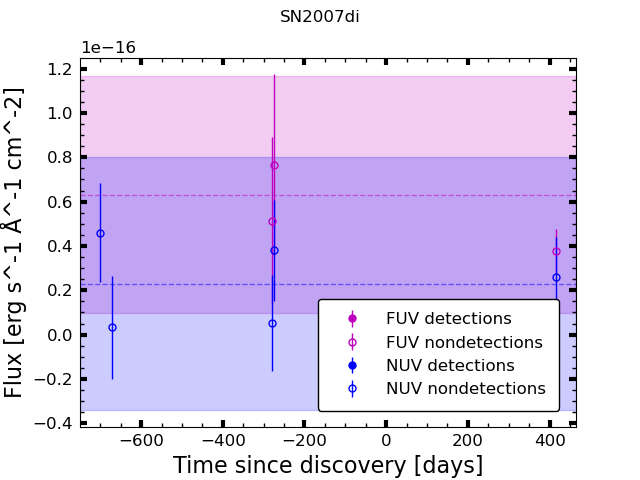 SN2007di
1e−16
1.2
1.0
0.8
0.6
0.4
0.2
0.0
−0.2
−0.4
Flux [erg s^-1 Å^-1 cm^-2]
FUV detections
FUV nondetections
NUV detections
NUV nondetections
−600 −400 −200 0 200 400
Time since discovery [days]